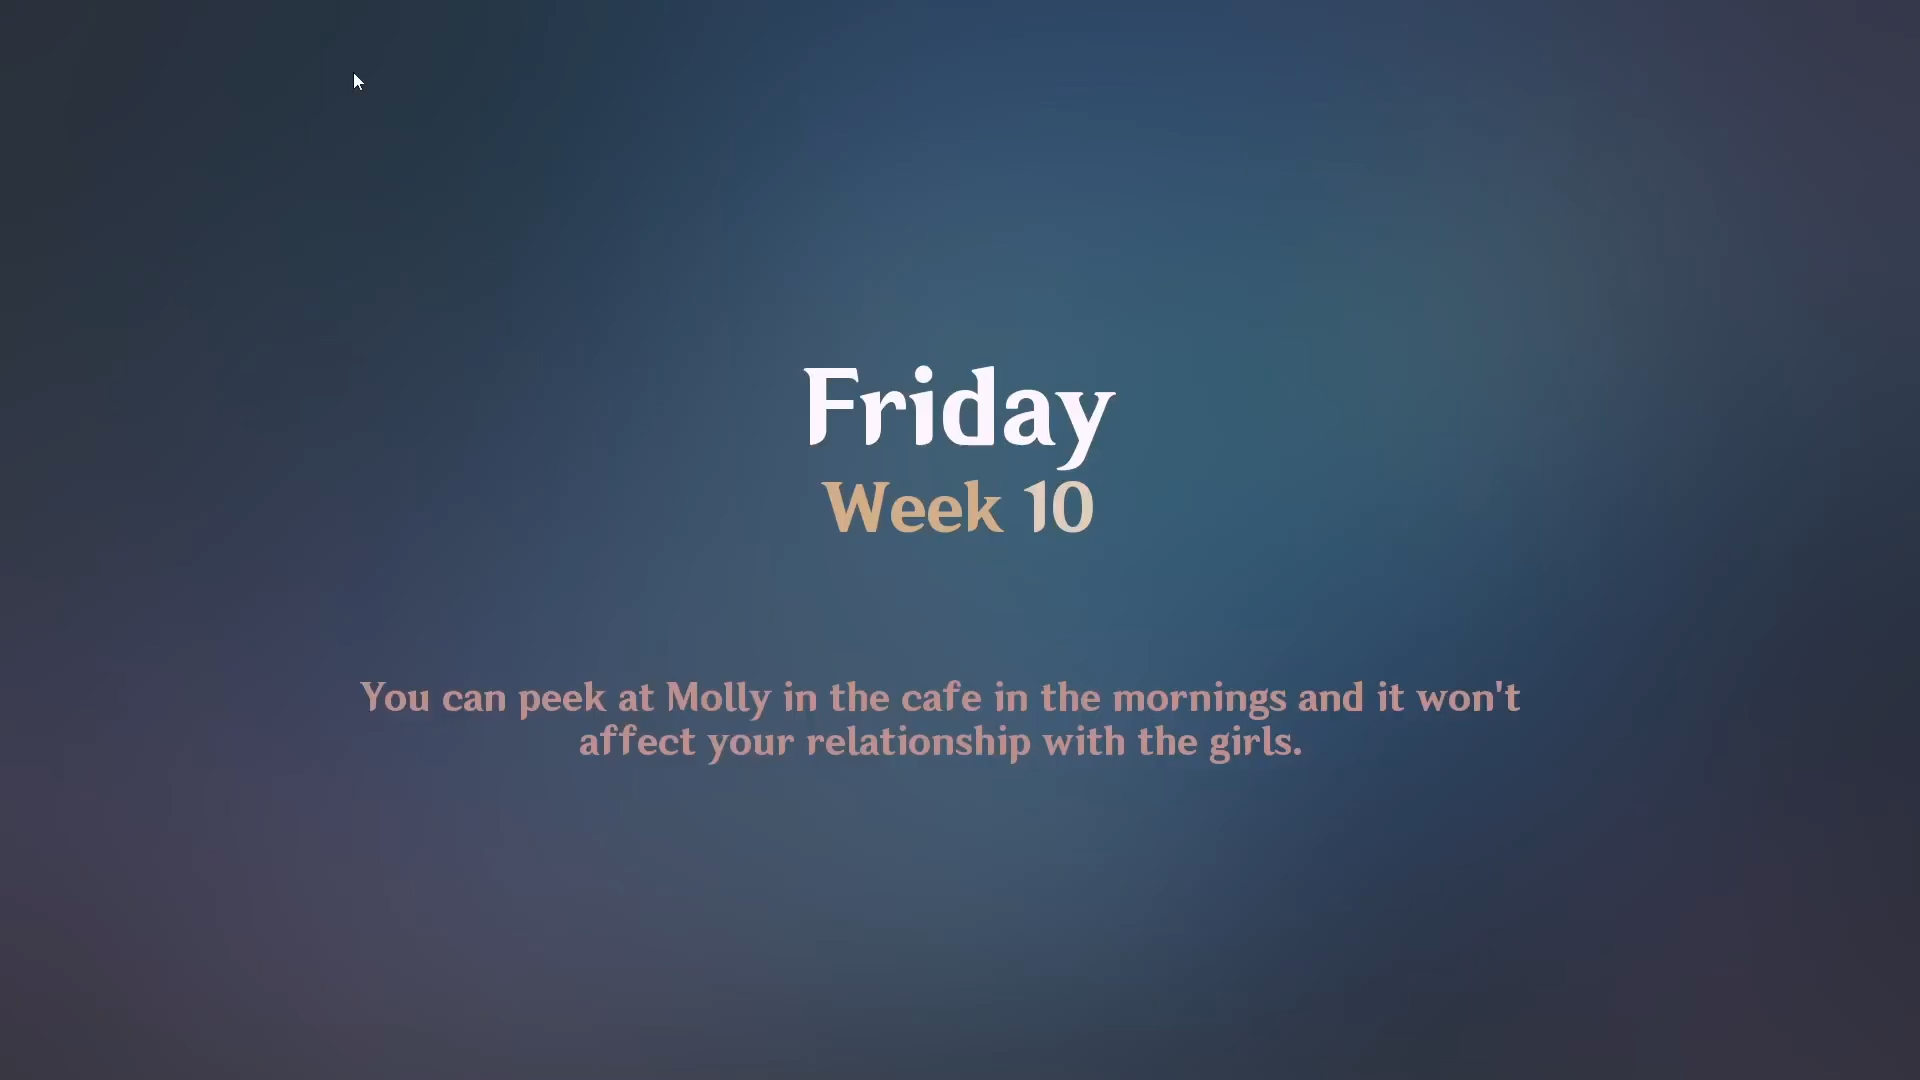 Friday
Week 10
You can peek at Molly in the cafe in the mornings and it won't
affect your relationship with the girls.